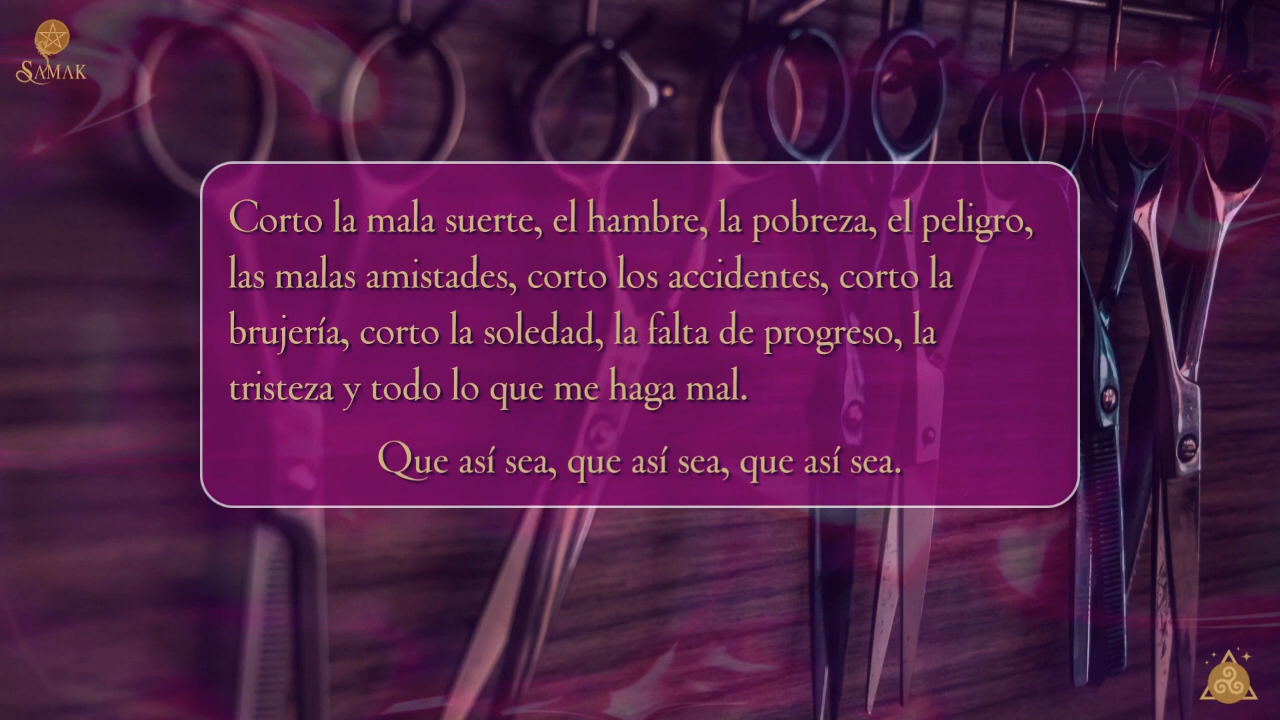 SAMAK
Corto la mala suerte, el hambre, la pobreza, el peligro,
las malas amistades, corto los accidentes, corto la
brujería, corto la soledad, la falta de progreso, la
tristeza y todo lo que me haga mal.
Que así sea, que así sea, que así sea.